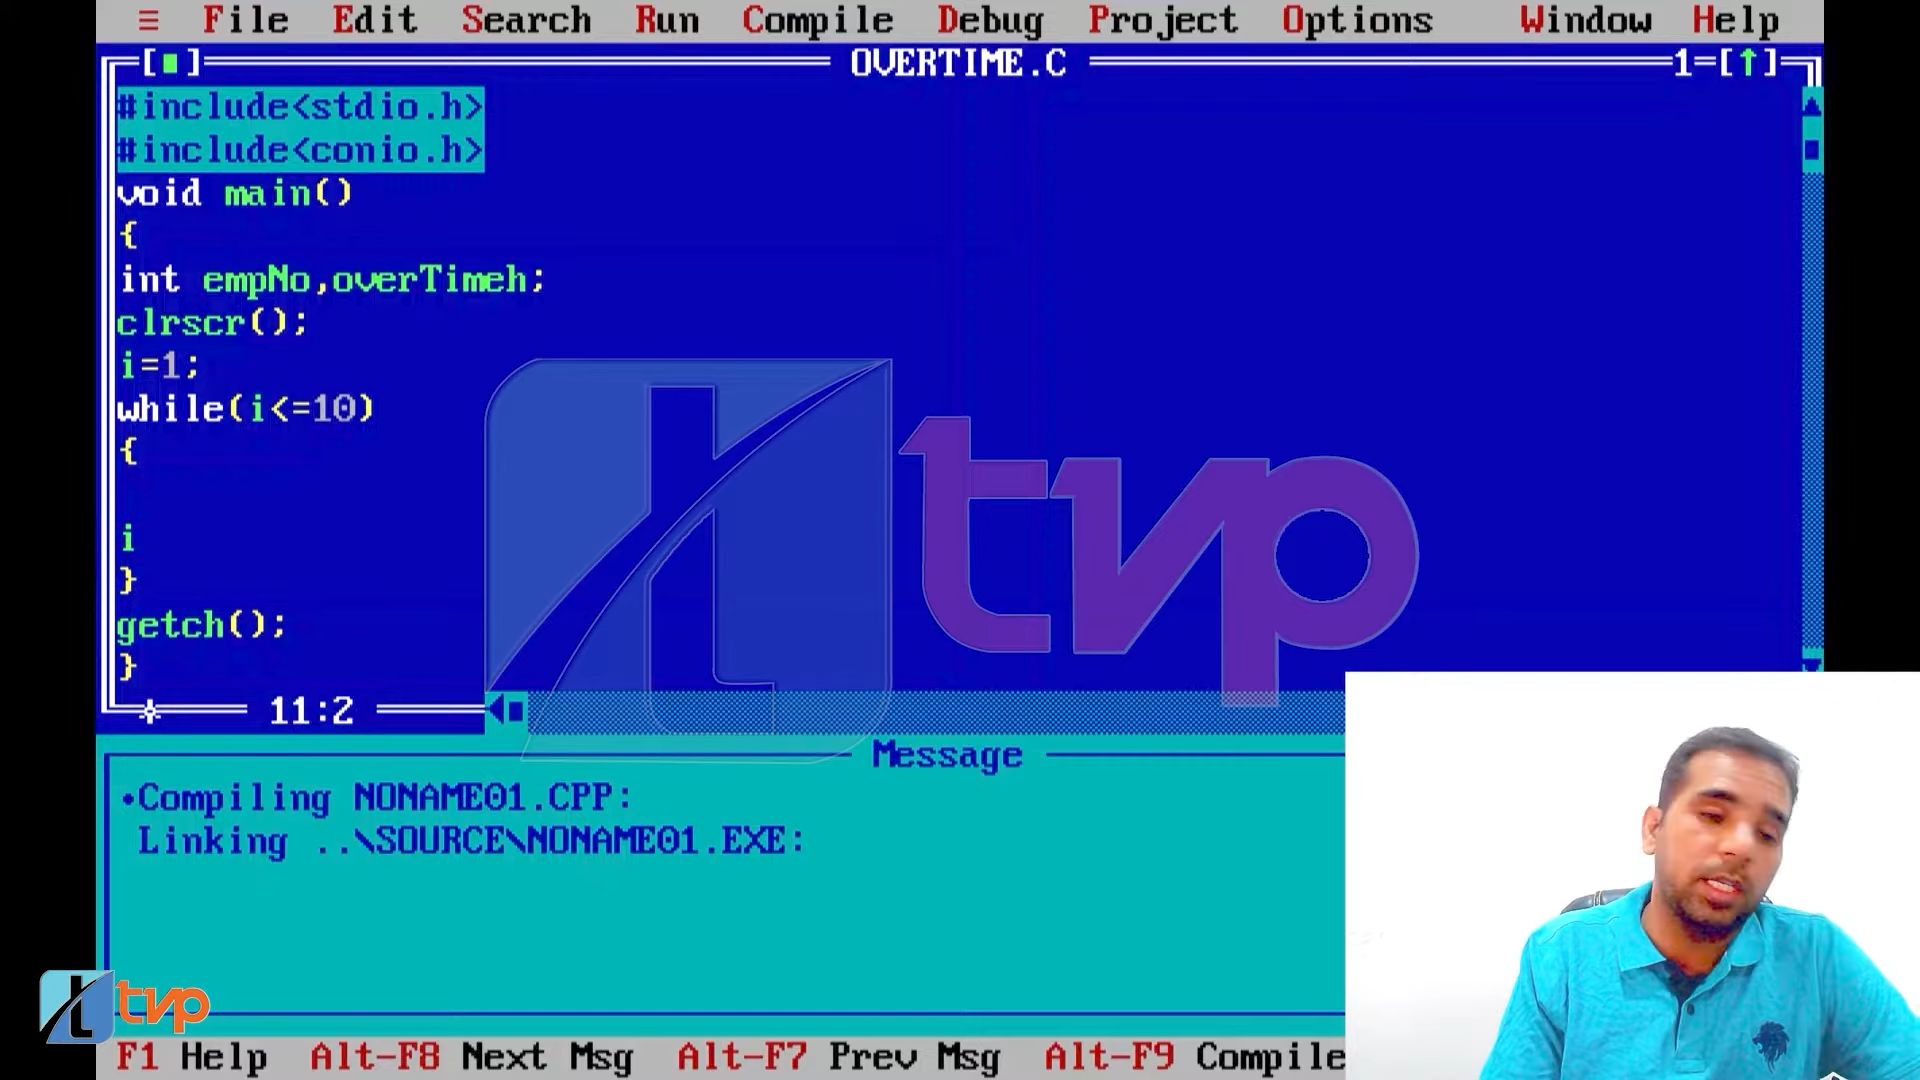 ≡ File Edit Search Run Compile Debug Project Options Window Help
[■] OVERTIME.C 1=[↑]
#include<stdio.h>
#include<conio.h>
void main()
{
int empNo,overTimeh;
clrscr();
i=1;
while(i<=10)
{
i
}
getch();
}
11:2
tvp
Message
•Compiling NONAME01.CPP:
Linking ..\SOURCE\NONAME01.EXE:
tvp
F1 Help Alt-F8 Next Msg Alt-F7 Prev Msg Alt-F9 Compile